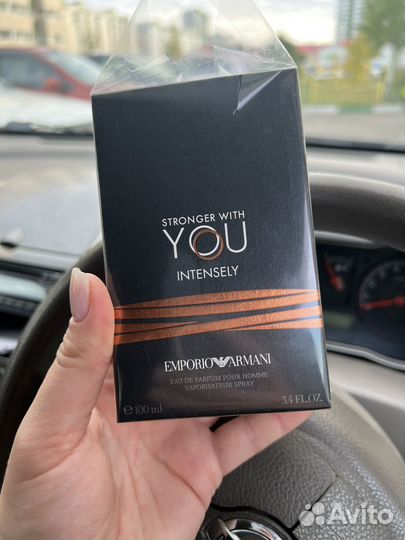 STRONGER WITH
YOU
INTENSELY
EMPORIO ARMANI
EAU DE PARFUM POUR HOMME
VAPORISATEUR SPRAY
℮100 ml
3.4 FL.OZ.
Avito